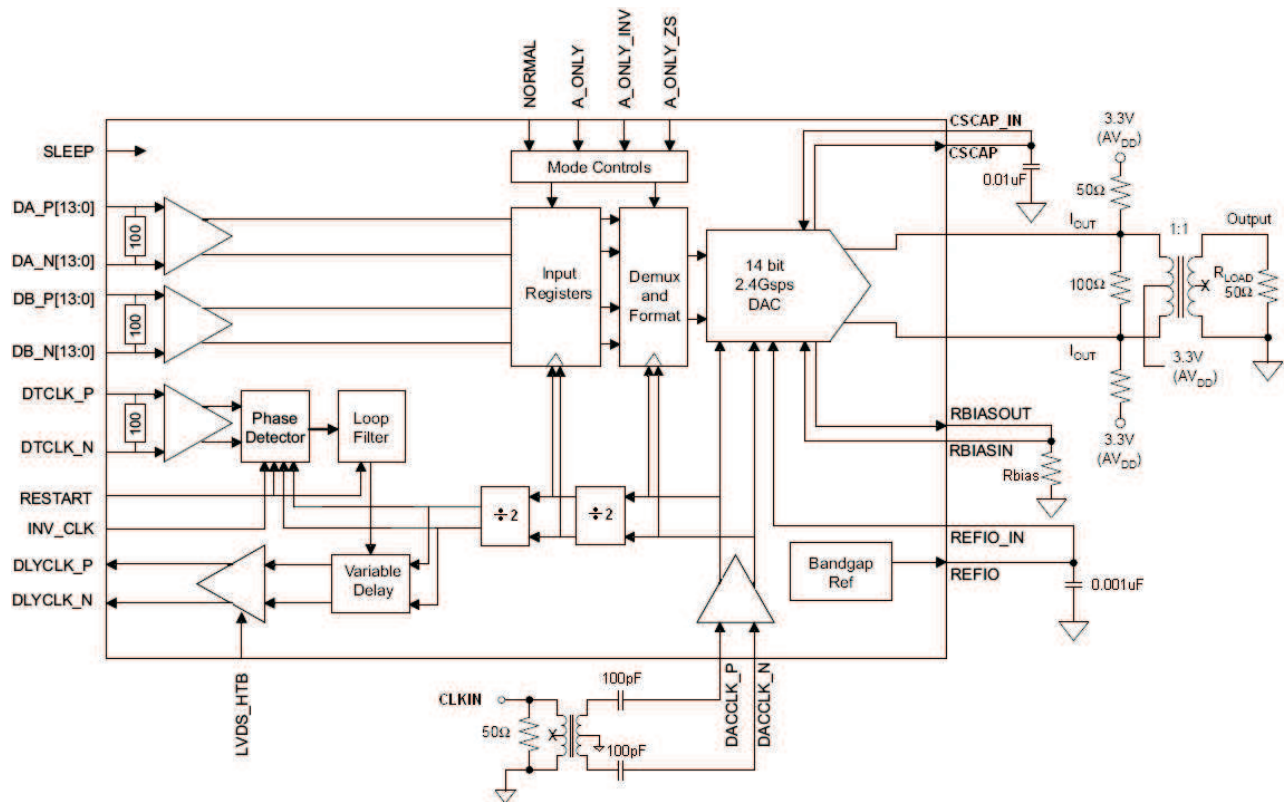 NORMAL
A_ONLY
A_ONLY_INV
A_ONLY_ZS
SLEEP
Mode Controls
CSCAP_IN
CSCAP
0.01uF
3.3V
(AVDD)
50Ω
DA_P[13:0]
100
DA_N[13:0]
DB_P[13:0]
100
DB_N[13:0]
Input
Registers
Demux
and
Format
14 bit
2.4Gsps
DAC
IOUT
100Ω
IOUT
1:1
Output
RLOAD
50Ω
3.3V
(AVDD)
3.3V
(AVDD)
DTCLK_P
100
DTCLK_N
Phase
Detector
Loop
Filter
RBIASOUT
RBIASIN
Rbias
RESTART
INV_CLK
÷2
÷2
DLYCLK_P
DLYCLK_N
Variable
Delay
Bandgap
Ref
REFIO_IN
REFIO
0.001uF
LVDS_HTB
CLKIN
50Ω
100pF
100pF
DACCLK_P
DACCLK_N